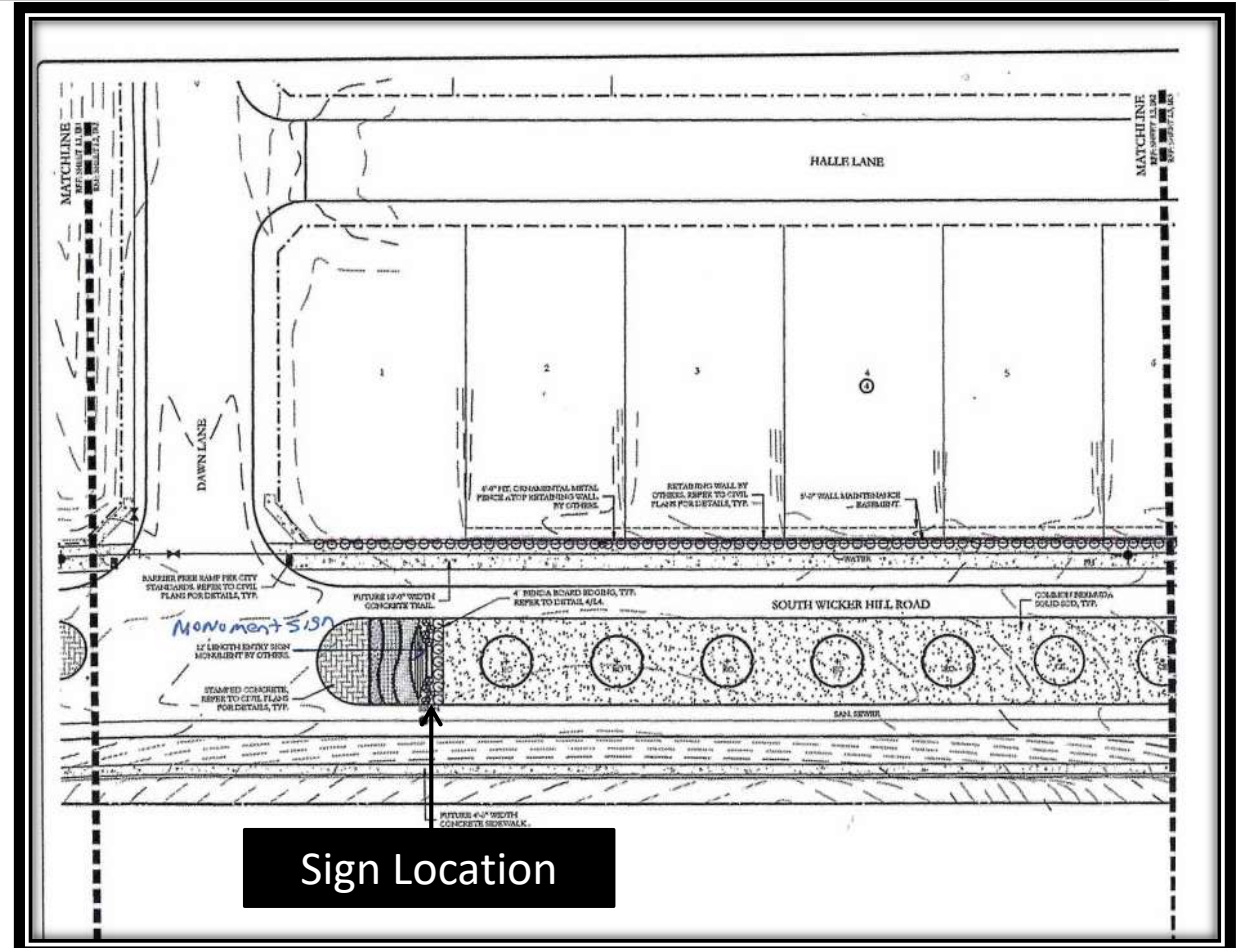 MATCHLINE
MATCHLINE
HALLE LANE
DAWN LANE
1
2
3
4
4
5
6
4'-0" HT. ORNAMENTAL METAL
FENCE ATOP RETAINING WALL.
BY OTHERS.
RETAINING WALL BY
OTHERS. REFER TO CIVIL
PLANS FOR DETAILS, TYP.
5'-0" WALL MAINTENANCE
EASEMENT.
WATER
BARRIER FREE RAMP PER CITY
STANDARDS. REFER TO CIVIL
PLANS FOR DETAILS, TYP.
FUTURE 10'-0" WIDTH
CONCRETE TRAIL.
4" BENDA BOARD EDGING, TYP.
REFER TO DETAIL 4/L4.
SOUTH WICKER HILL ROAD
COMMON BERMUDA
SOLID SOD, TYP.
Monument Sign
12' LENGTH ENTRY SIGN
MONUMENT BY OTHERS.
STAMPED CONCRETE,
REFER TO CIVIL PLANS
FOR DETAILS, TYP.
SAN. SEWER
FUTURE 4'-0" WIDTH
CONCRETE SIDEWALK.
Sign Location